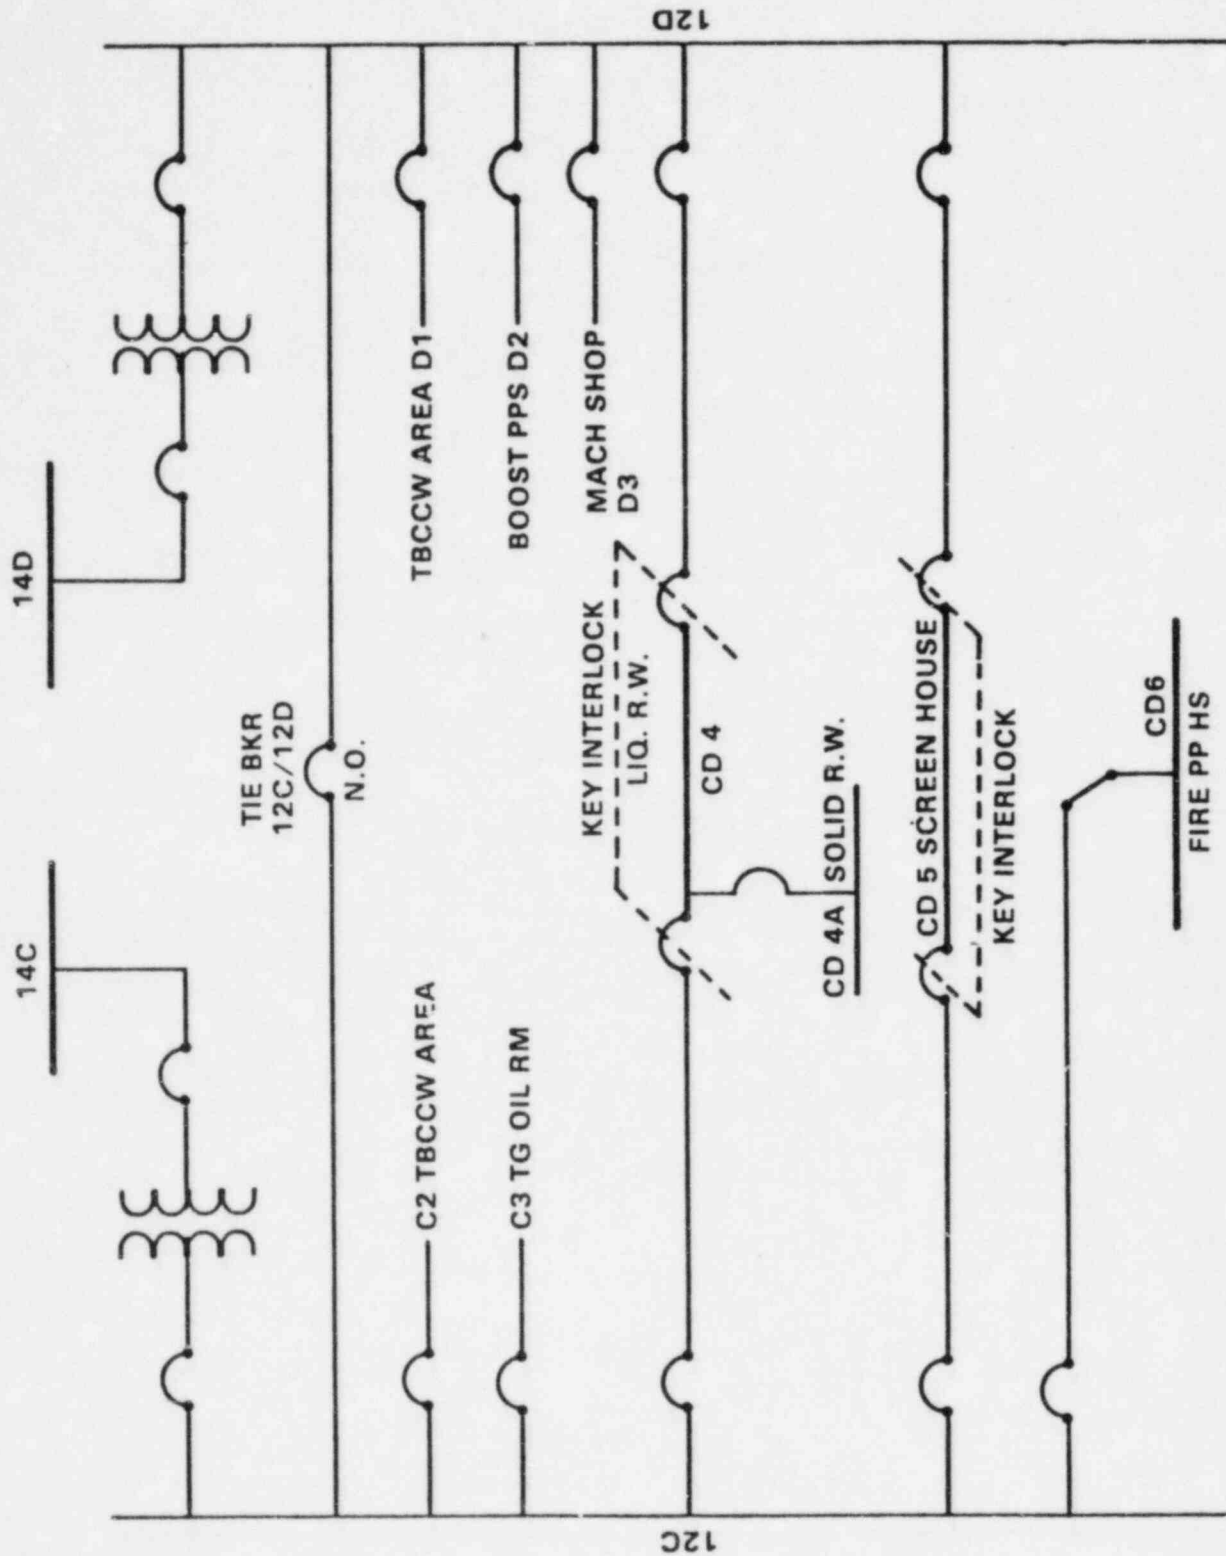 12D
14D
14C
TIE BKR
12C/12D
N.O.
TBCCW AREA D1
BOOST PPS D2
MACH SHOP
D3
C2 TBCCW AREA
C3 TG OIL RM
KEY INTERLOCK
LIQ. R.W.
CD 4
CD 4A SOLID R.W.
CD 5 SCREEN HOUSE
KEY INTERLOCK
CD6
FIRE PP HS
12C